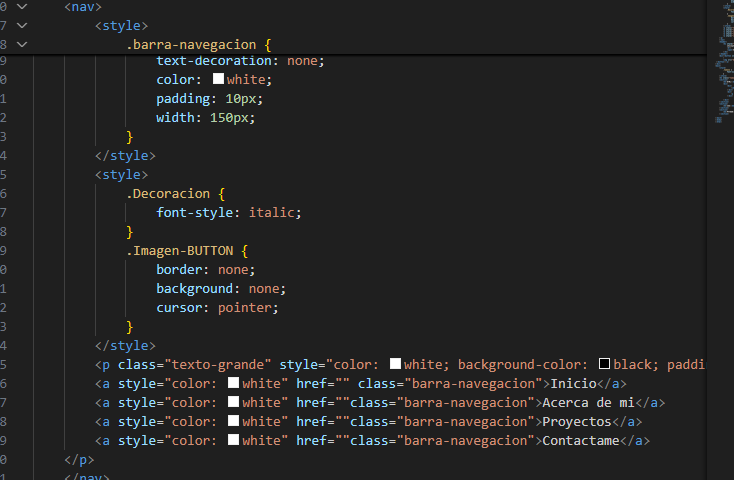 0 <nav>
7 <style>
8 .barra-navegacion {
9 text-decoration: none;
0 color: white;
1 padding: 10px;
2 width: 150px;
3 }
4 </style>
5 <style>
6 .Decoracion {
7 font-style: italic;
8 }
9 .Imagen-BUTTON {
0 border: none;
1 background: none;
2 cursor: pointer;
3 }
4 </style>
5 <p class="texto-grande" style="color: white; background-color: black; paddi
6 <a style="color: white" href="" class="barra-navegacion">Inicio</a>
7 <a style="color: white" href=""class="barra-navegacion">Acerca de mi</a>
8 <a style="color: white" href=""class="barra-navegacion">Proyectos</a>
9 <a style="color: white" href=""class="barra-navegacion">Contactame</a>
0 </p>
1 </nav>